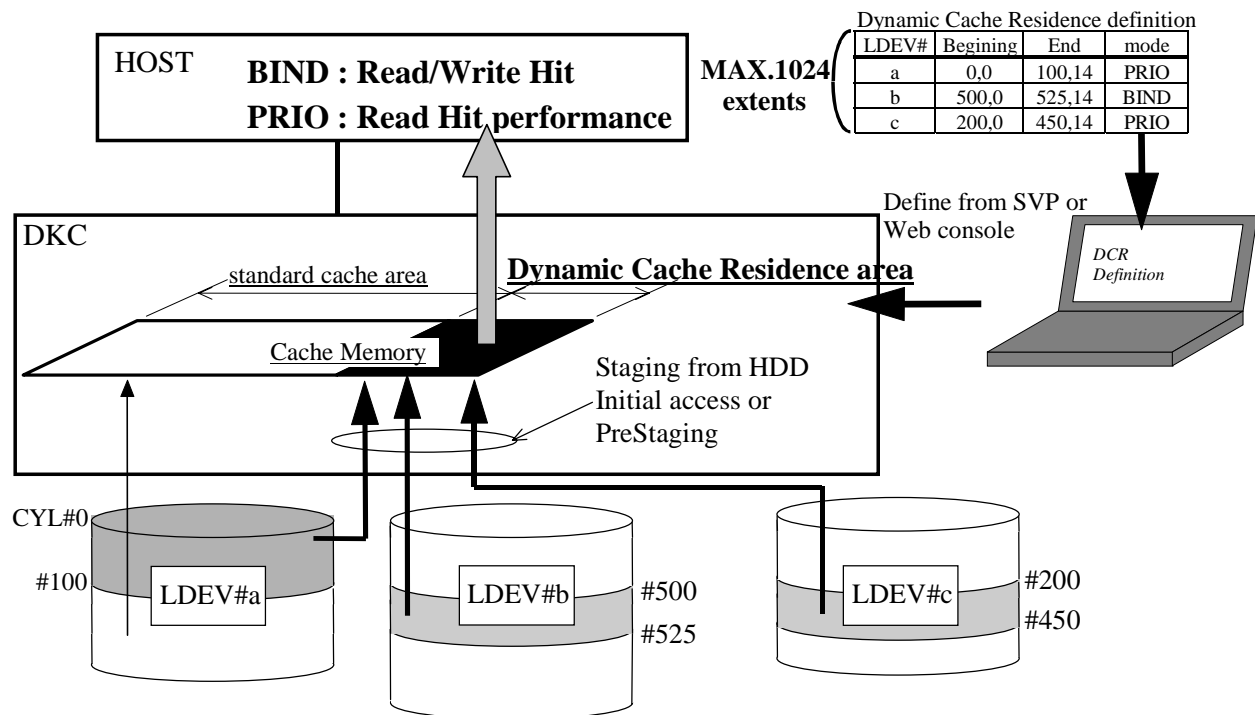 Dynamic Cache Residence definition
LDEV# Begining End mode
a 0,0 100,14 PRIO
b 500,0 525,14 BIND
c 200,0 450,14 PRIO
MAX.1024
extents
HOST
BIND : Read/Write Hit
PRIO : Read Hit performance
Define from SVP or
Web console
DCR
Definition
DKC
standard cache area
Dynamic Cache Residence area
Cache Memory
Staging from HDD
Initial access or
PreStaging
CYL#0
#100
LDEV#a
LDEV#b
#500
#525
LDEV#c
#200
#450